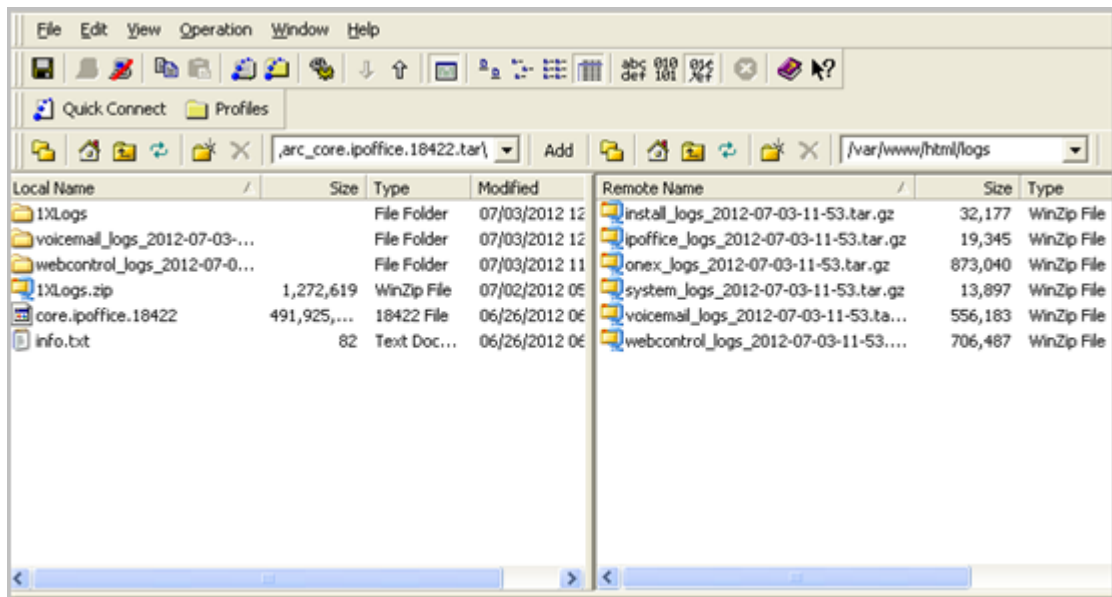 File Edit View Operation Window Help
abc def 010 101
Quick Connect Profiles
,arc_core.ipoffice.18422.tar\ Add /var/www/html/logs
Local Name / Size Type Modified Remote Name / Size Type
1XLogs File Folder 07/03/2012 12 install_logs_2012-07-03-11-53.tar.gz 32,177 WinZip File
voicemail_logs_2012-07-03-... File Folder 07/03/2012 12 ipoffice_logs_2012-07-03-11-53.tar.gz 19,345 WinZip File
webcontrol_logs_2012-07-0... File Folder 07/03/2012 11 onex_logs_2012-07-03-11-53.tar.gz 873,040 WinZip File
1XLogs.zip 1,272,619 WinZip File 07/02/2012 05 system_logs_2012-07-03-11-53.tar.gz 13,897 WinZip File
core.ipoffice.18422 491,925,... 18422 File 06/26/2012 06 voicemail_logs_2012-07-03-11-53.ta... 556,183 WinZip File
info.txt 82 Text Doc... 06/26/2012 06 webcontrol_logs_2012-07-03-11-53.... 706,487 WinZip File